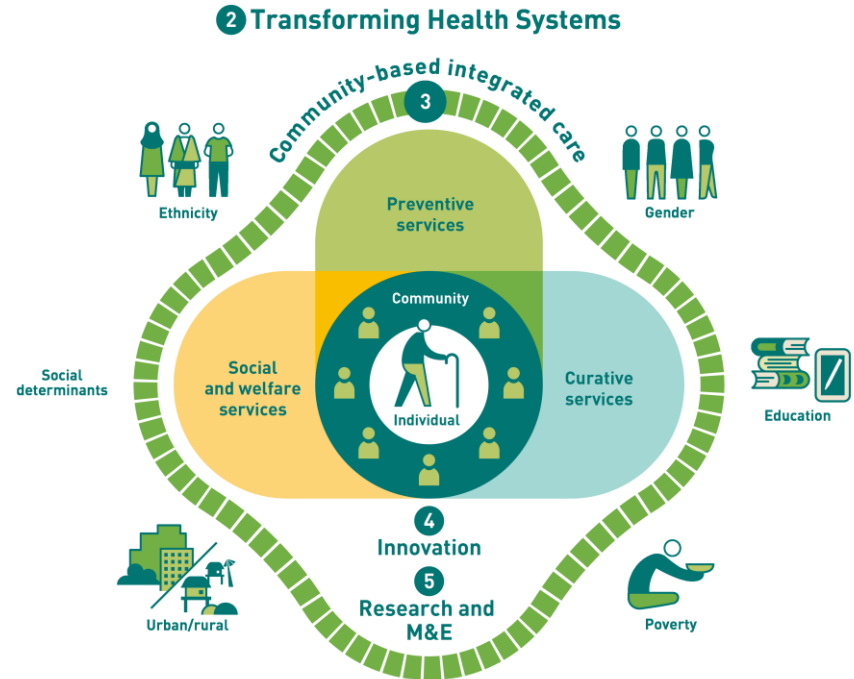 2 Transforming Health Systems
Community-based integrated care
3
Ethnicity
Gender
Preventive
services
Community
Social
determinants
Social
and welfare
services
Curative
services
Individual
Education
4
Innovation
5
Research and
M&E
Urban/rural
Poverty